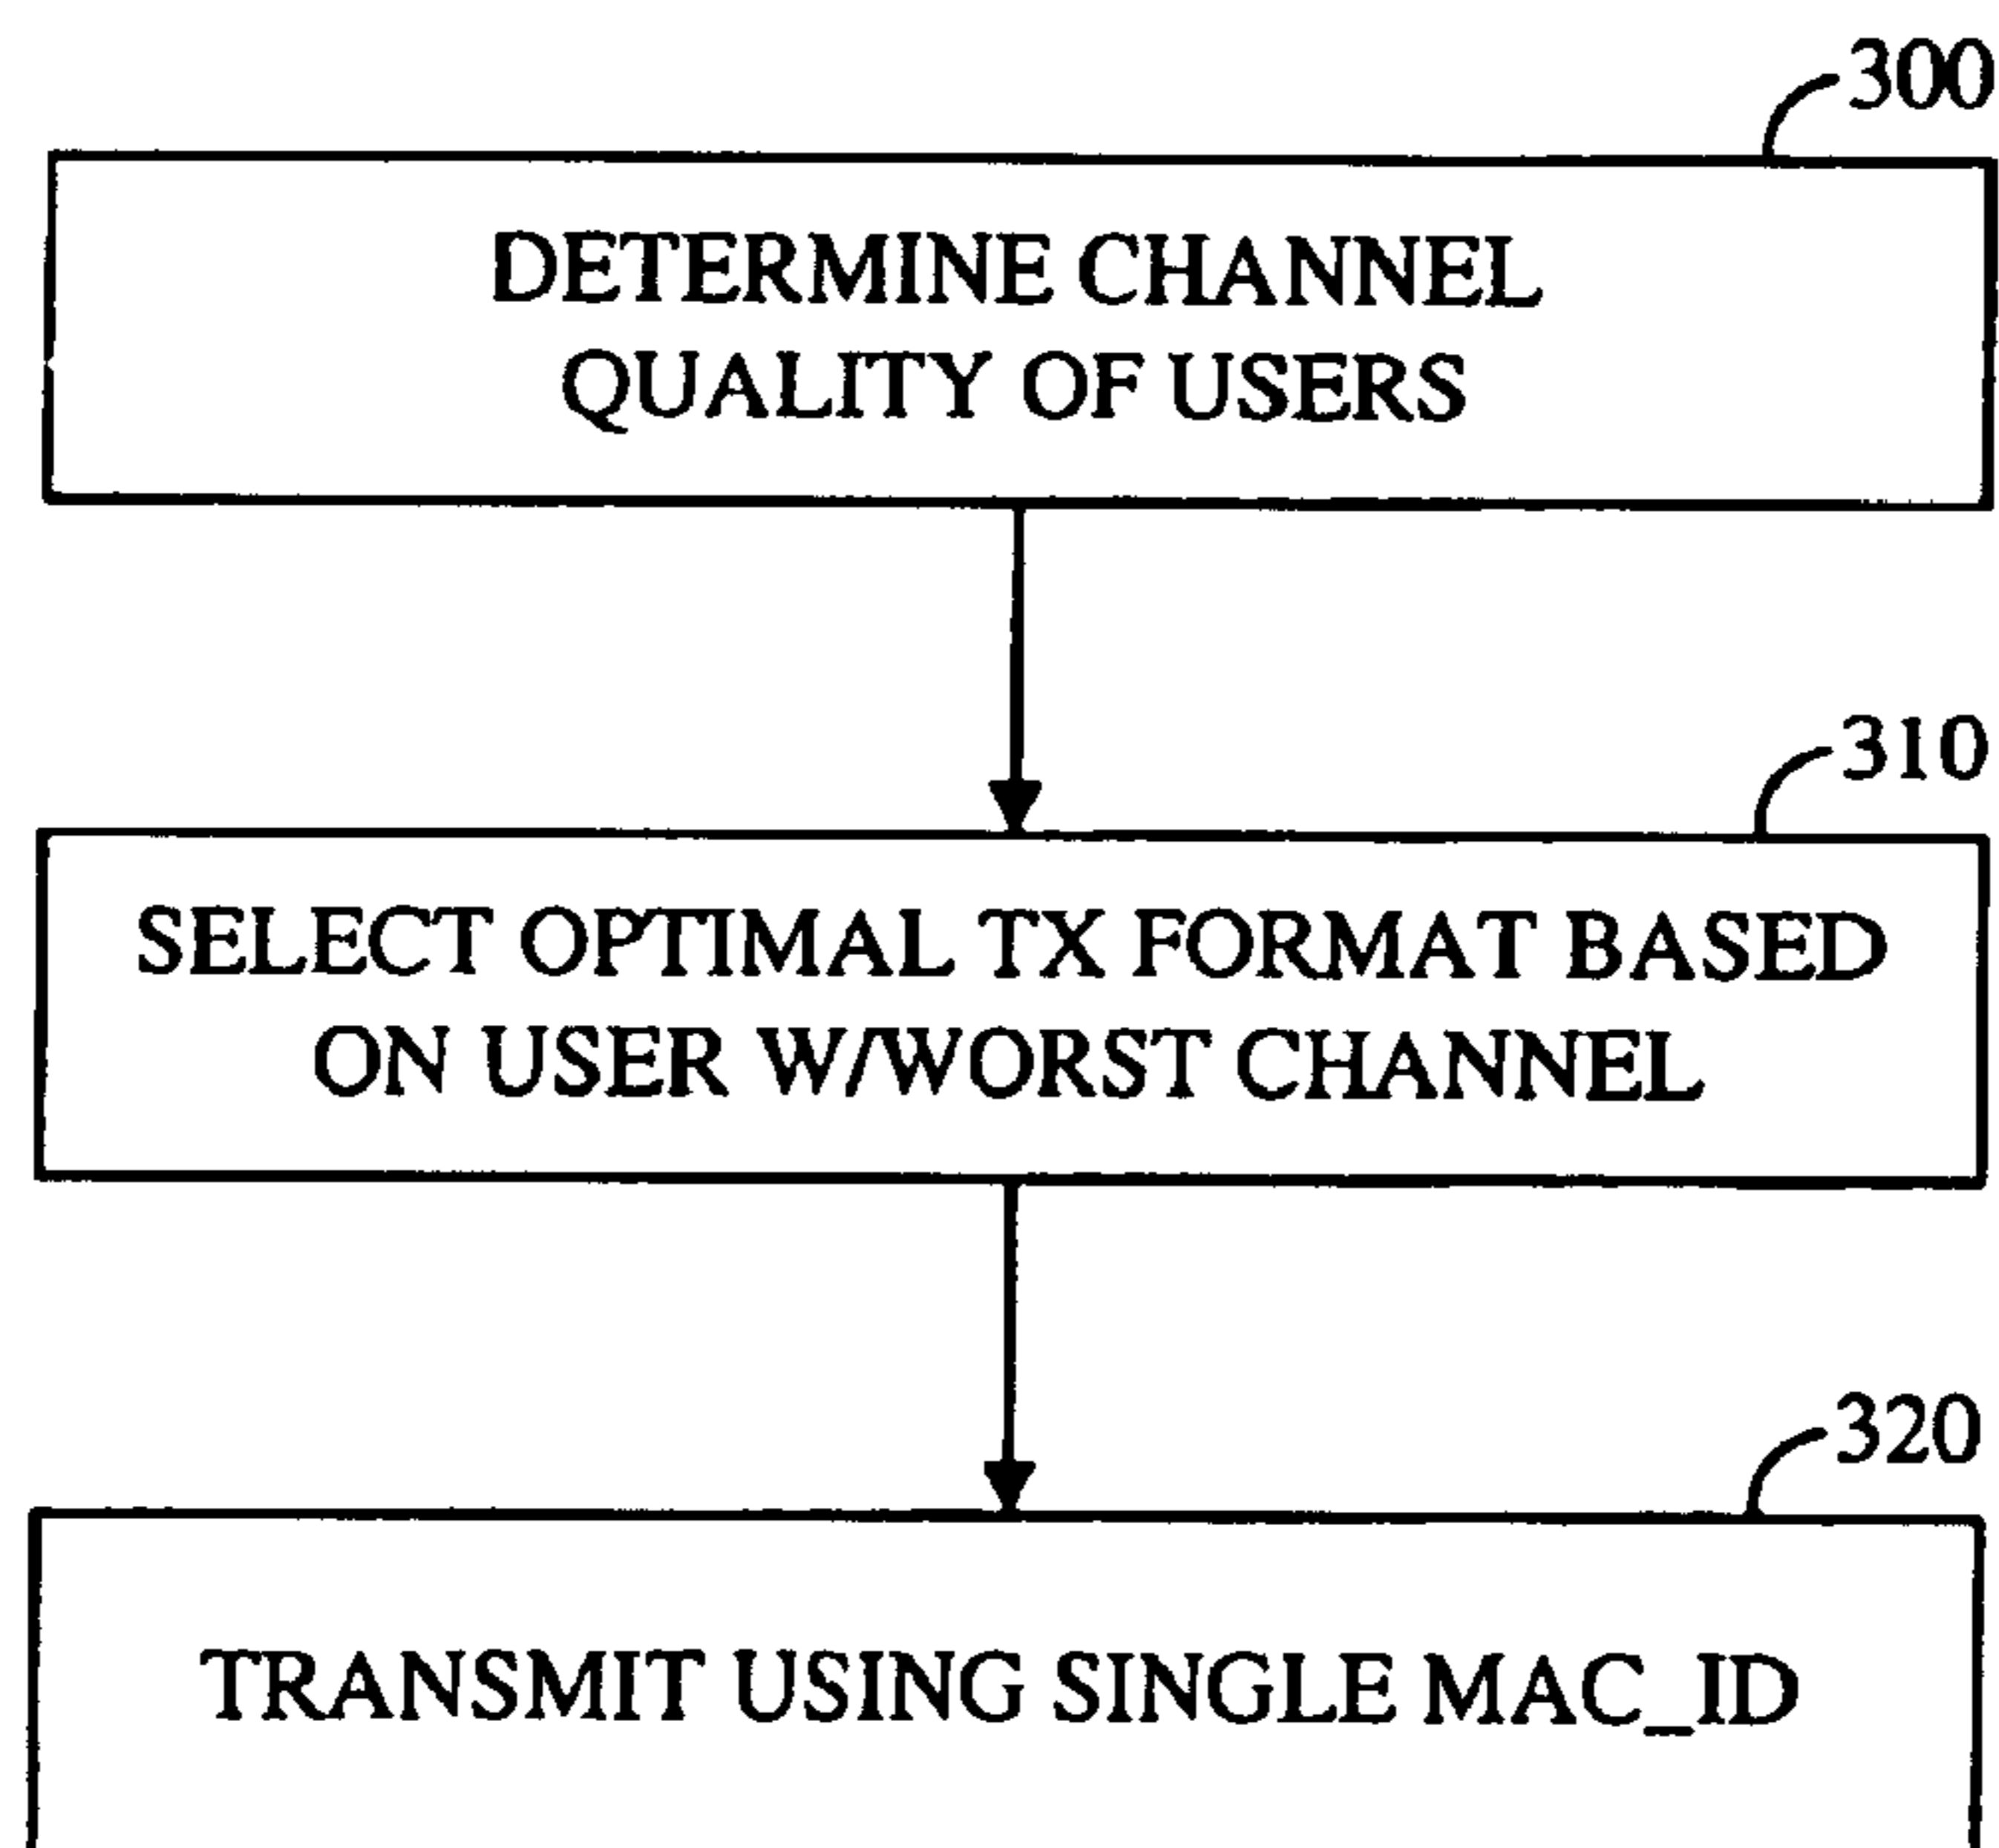 300
DETERMINE CHANNEL
QUALITY OF USERS
310
SELECT OPTIMAL TX FORMAT BASED
ON USER W/WORST CHANNEL
320
TRANSMIT USING SINGLE MAC_ID